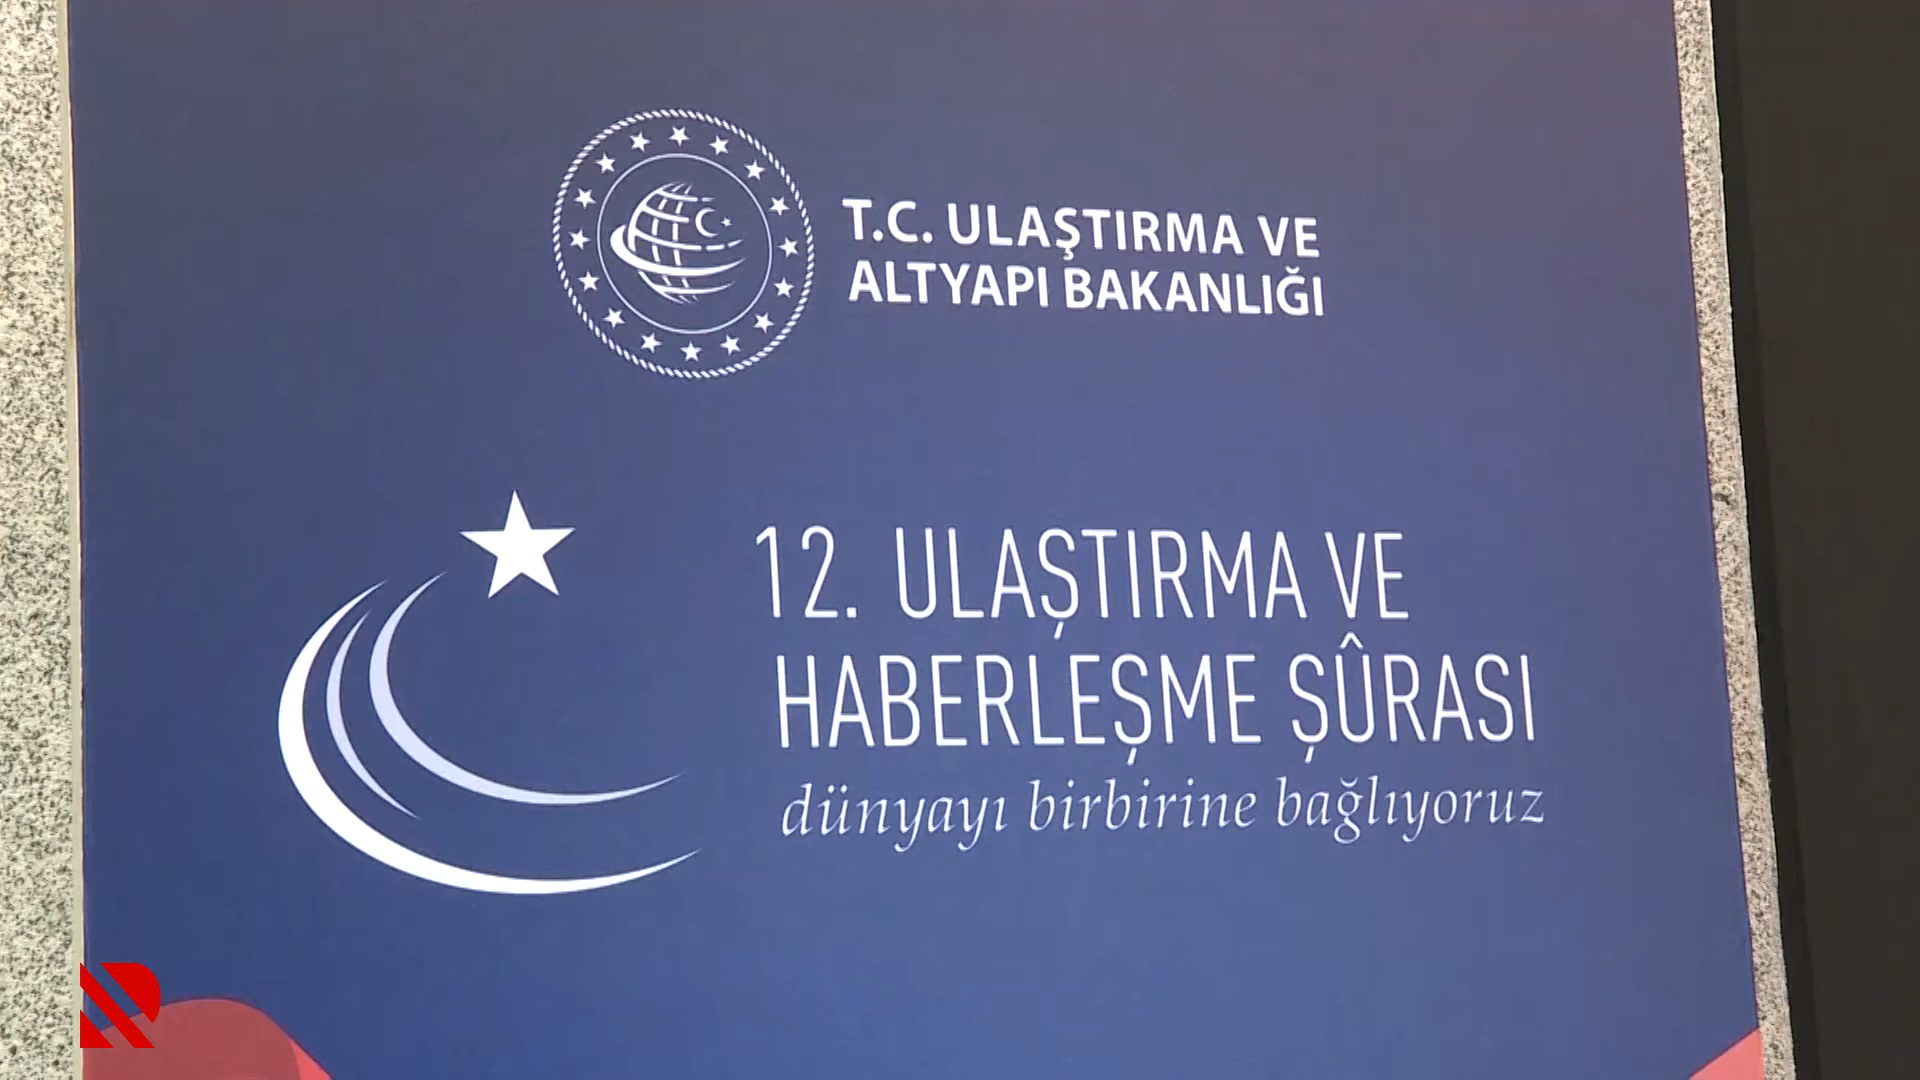 T.C. ULAŞTIRMA VE
ALTYAPI BAKANLIĞI
12. ULAŞTIRMA VE
HABERLEŞME ŞÛRASI
dünyayı birbirine bağlıyoruz